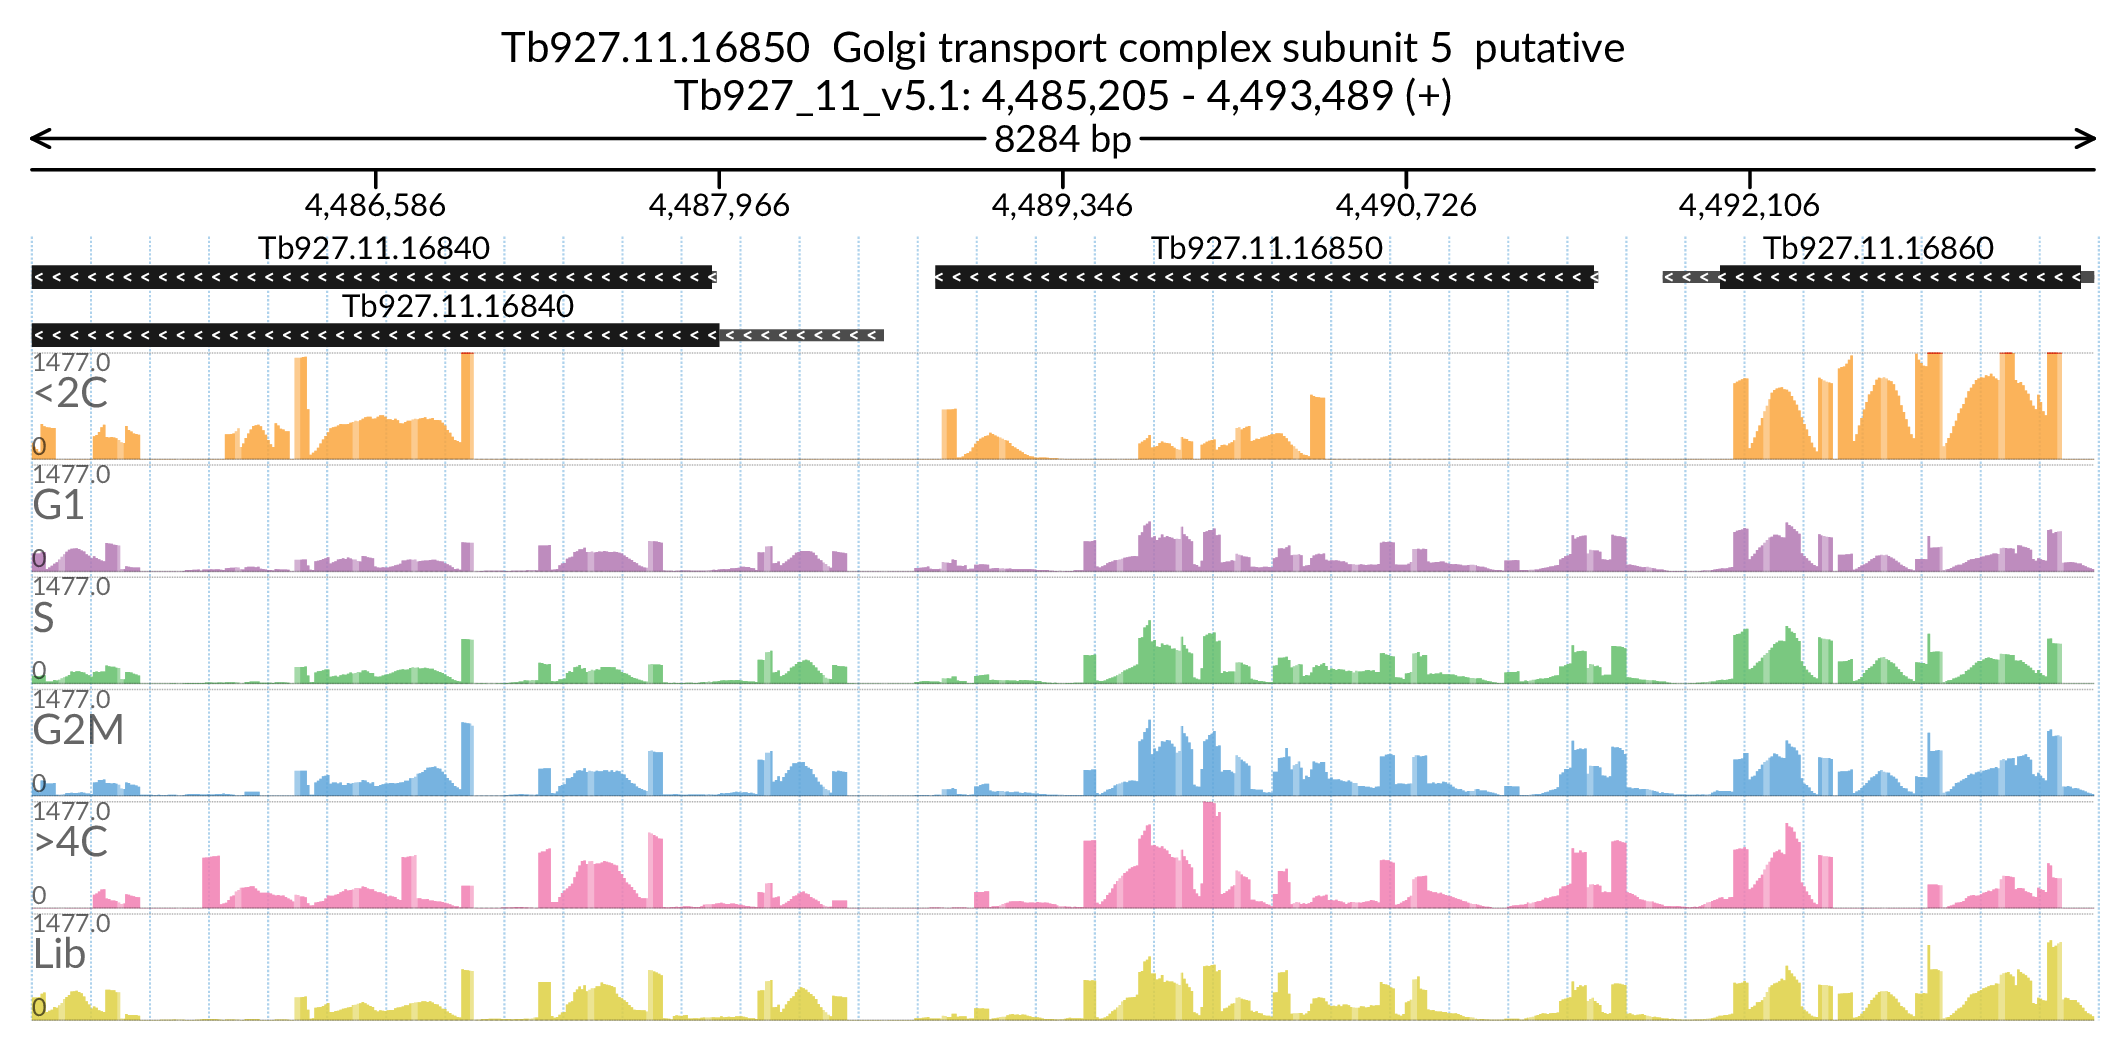 Tb927.11.16850  Golgi transport complex subunit 5  putative
Tb927_11_v5.1: 4,485,205 - 4,493,489 (+)
8284 bp
4,486,586 4,487,966 4,489,346 4,490,726 4,492,106
Tb927.11.16840 Tb927.11.16850 Tb927.11.16860
Tb927.11.16840
1477.0
<2C
0
1477.0
G1
0
1477.0
S
0
1477.0
G2M
0
1477.0
>4C
0
1477.0
Lib
0